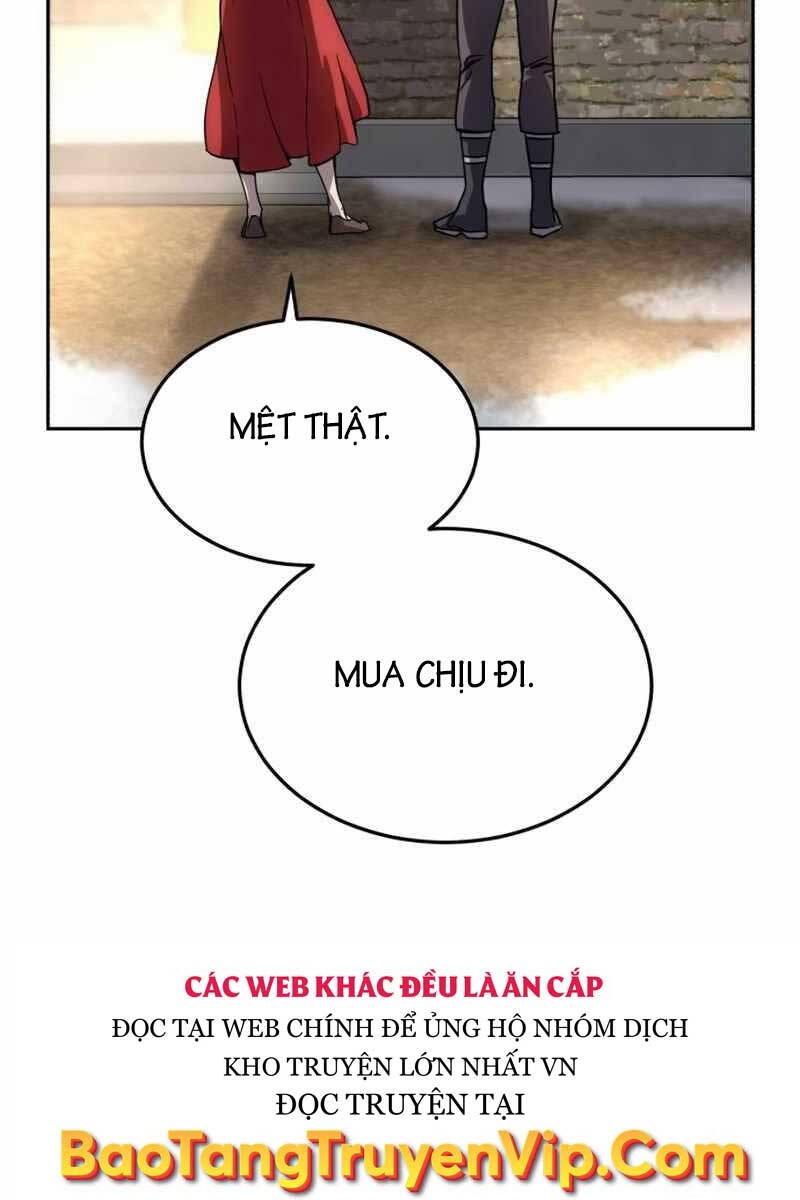 MỆT THẬT.
MUA CHỊU ĐI.
CÁC WEB KHÁC ĐỀU LÀ ĂN CẮP
ĐỌC TẠI WEB CHÍNH ĐỂ ỦNG HỘ NHÓM DỊCH
KHO TRUYỆN LỚN NHẤT VN
ĐỌC TRUYỆN TẠI
BaoTangTruyenVip.Com